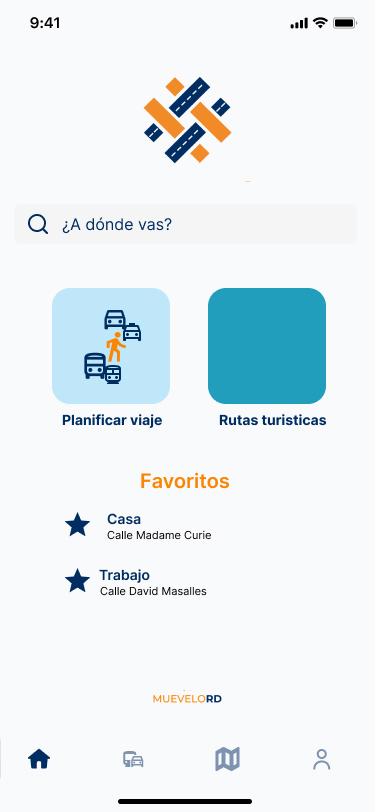 9:41
¿A dónde vas?
Planificar viaje
Rutas turisticas
Favoritos
Casa
Calle Madame Curie
Trabajo
Calle David Masalles
MUEVELORD